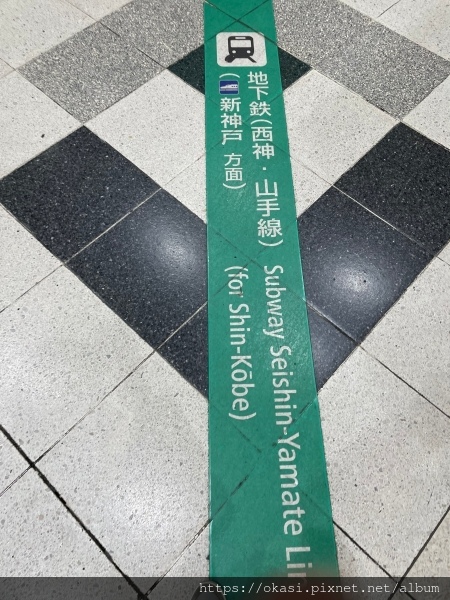 地下鉄(西神・山手線)
(新神戸 方面)
Subway Seishin-Yamate Li
(for Shin-Kōbe)
https://okasi.pixnet.net/album